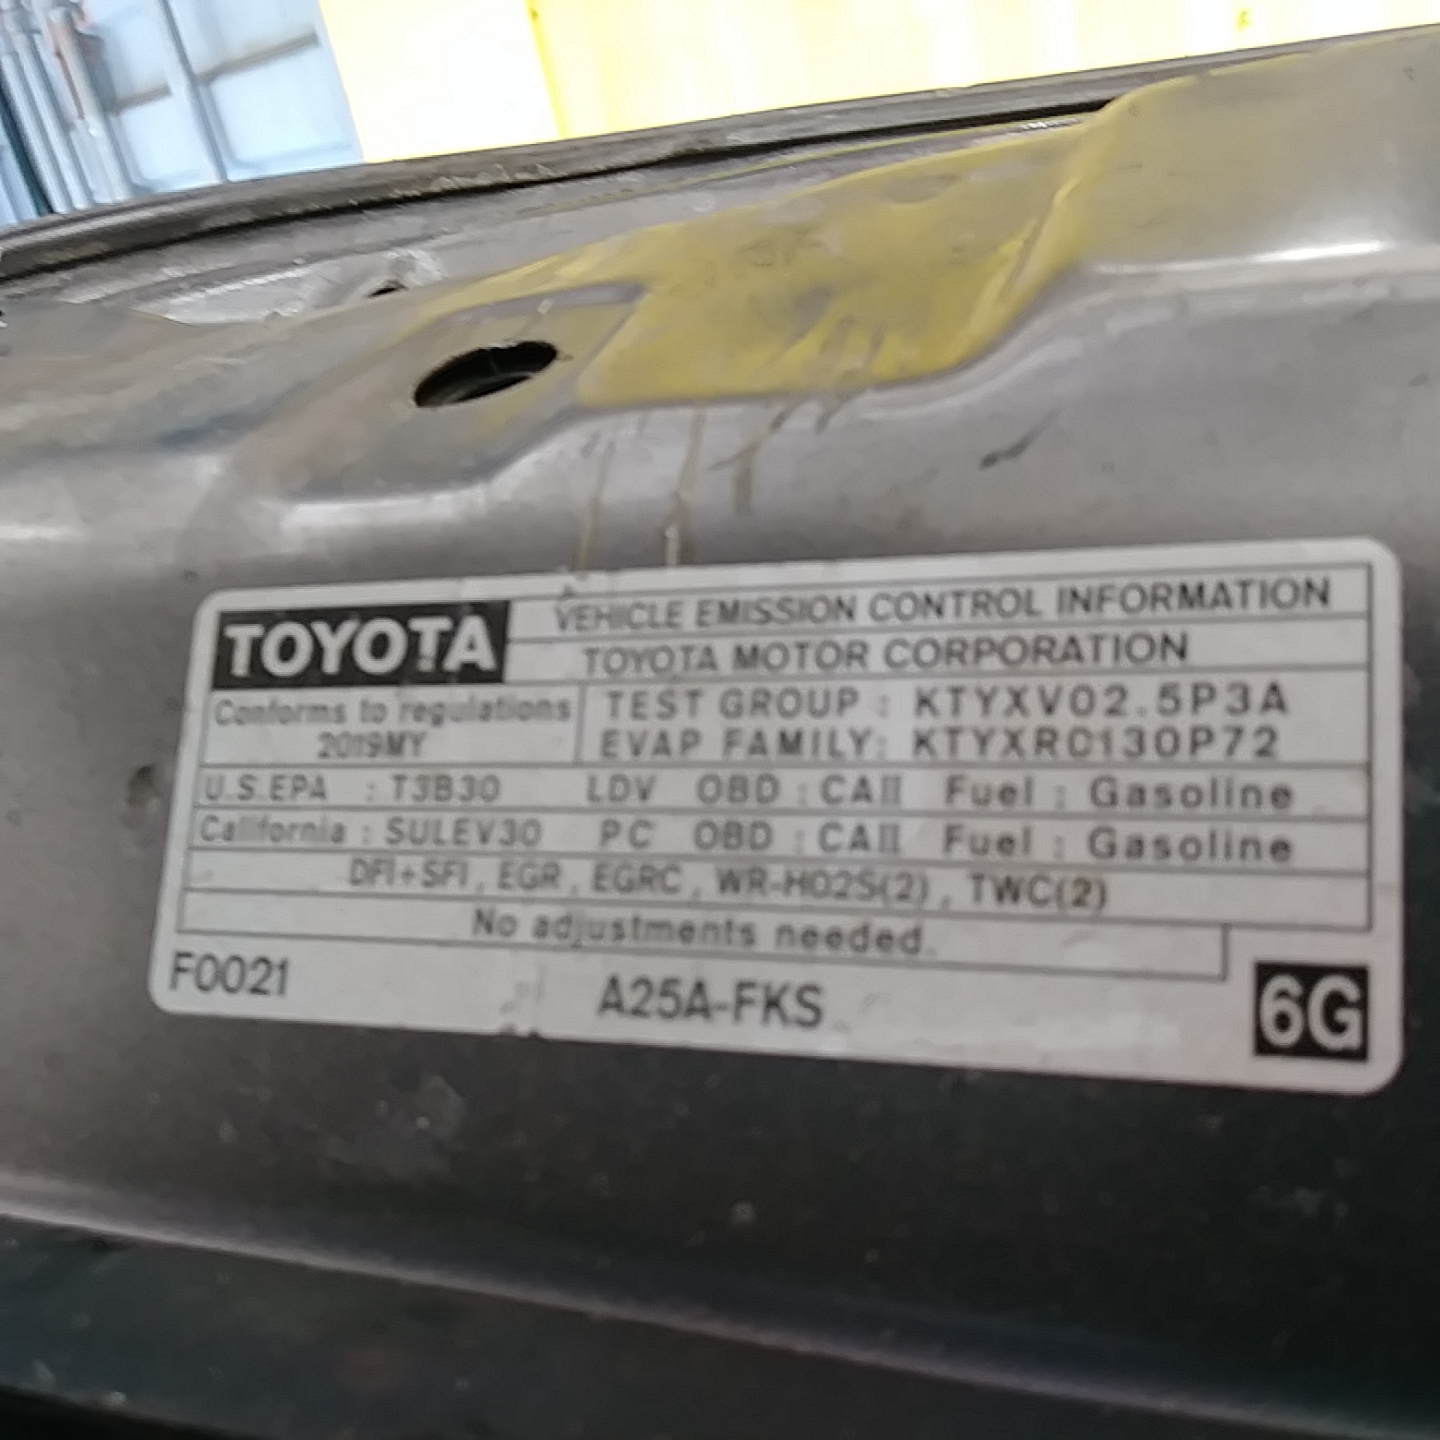 TOYOTA
VEHICLE EMISSION CONTROL INFORMATION
TOYOTA MOTOR CORPORATION
Conforms to regulations
2019MY
TEST GROUP : KTYXV02.5P3A
EVAP FAMILY: KTYXR0130P72
U.S.EPA : T3B30 LDV OBD : CAII Fuel : Gasoline
California : SULEV30 PC OBD : CAII Fuel : Gasoline
DFI+SFI, EGR, EGRC, WR-HO2S(2), TWC(2)
No adjustments needed.
F0021
A25A-FKS
6G